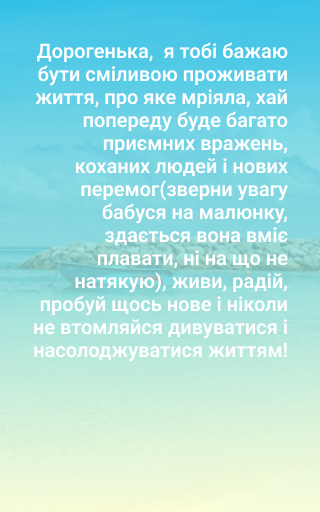 Дорогенька,  я тобі бажаю
бути сміливою проживати
життя, про яке мріяла, хай
попереду буде багато
приємних вражень,
коханих людей і нових
перемог(зверни увагу
бабуся на малюнку,
здається вона вміє
плавати, ні на що не
натякую), живи, радій,
пробуй щось нове і ніколи
не втомляйся дивуватися і
насолоджуватися життям!